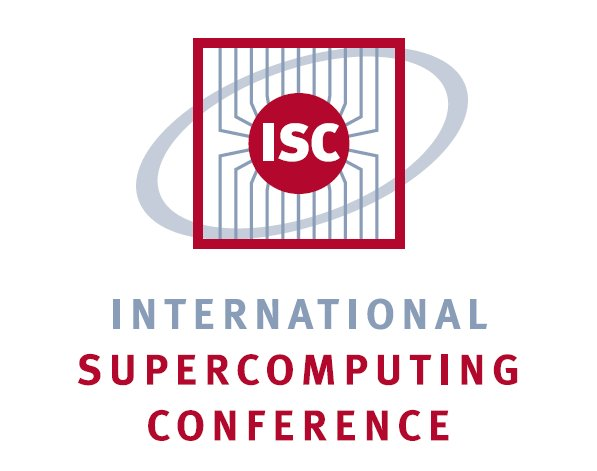 ISC
INTERNATIONAL
SUPERCOMPUTING
CONFERENCE